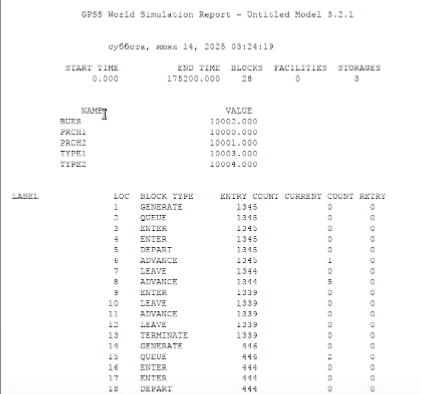 GPSS World Simulation Report - Untitled Model 3.2.1
суббота, июня 14, 2025 03:24:19
START TIME END TIME BLOCKS FACILITIES STORAGES
0.000 175200.000 28 0 3
NAME VALUE
BUKS 10002.000
PRCH1 10000.000
PRCH2 10001.000
TYPE1 10003.000
TYPE2 10004.000
LABEL LOC BLOCK TYPE ENTRY COUNT CURRENT COUNT RETRY
1 GENERATE 1345 0 0
2 QUEUE 1345 0 0
3 ENTER 1345 0 0
4 ENTER 1345 0 0
5 DEPART 1345 0 0
6 ADVANCE 1345 1 0
7 LEAVE 1344 0 0
8 ADVANCE 1344 5 0
9 ENTER 1339 0 0
10 LEAVE 1339 0 0
11 ADVANCE 1339 0 0
12 LEAVE 1339 0 0
13 TERMINATE 1339 0 0
14 GENERATE 446 0 0
15 QUEUE 446 2 0
16 ENTER 444 0 0
17 ENTER 444 0 0
18 DEPART 444 0 0